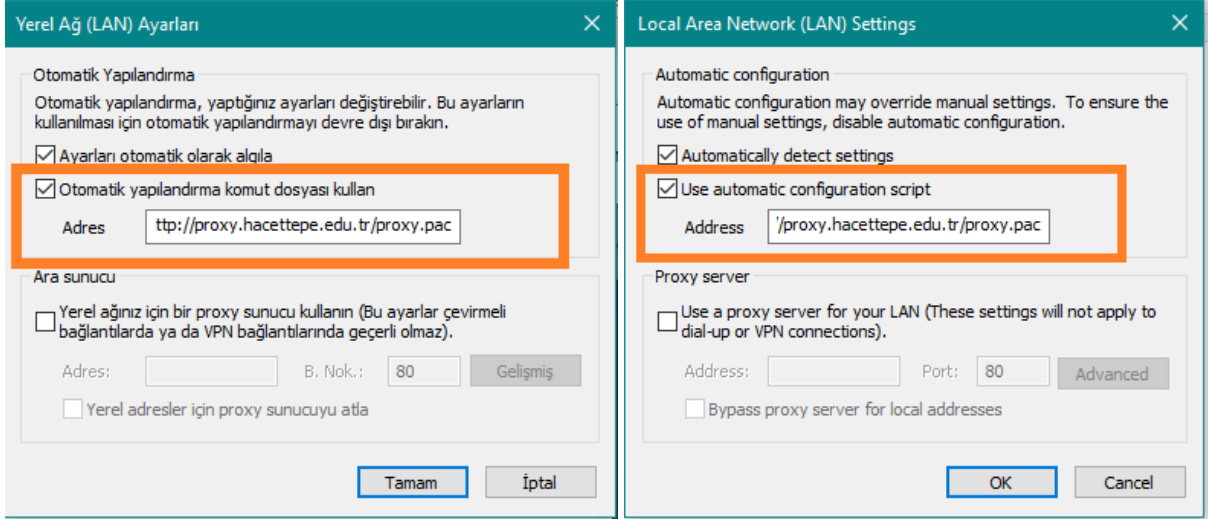 Yerel Ağ (LAN) Ayarları
Otomatik Yapılandırma
Otomatik yapılandırma, yaptığınız ayarları değiştirebilir. Bu ayarların
kullanılması için otomatik yapılandırmayı devre dışı bırakın.
Ayarları otomatik olarak algıla
Otomatik yapılandırma komut dosyası kullan
Adres ttp://proxy.hacettepe.edu.tr/proxy.pac
Ara sunucu
Yerel ağınız için bir proxy sunucu kullanın (Bu ayarlar çevirmeli
bağlantılarda ya da VPN bağlantılarında geçerli olmaz).
Adres: B. Nok.: 80 Gelişmiş
Yerel adresler için proxy sunucuyu atla
Tamam İptal
Local Area Network (LAN) Settings
Automatic configuration
Automatic configuration may override manual settings. To ensure the
use of manual settings, disable automatic configuration.
Automatically detect settings
Use automatic configuration script
Address '/proxy.hacettepe.edu.tr/proxy.pac
Proxy server
Use a proxy server for your LAN (These settings will not apply to
dial-up or VPN connections).
Address: Port: 80 Advanced
Bypass proxy server for local addresses
OK Cancel